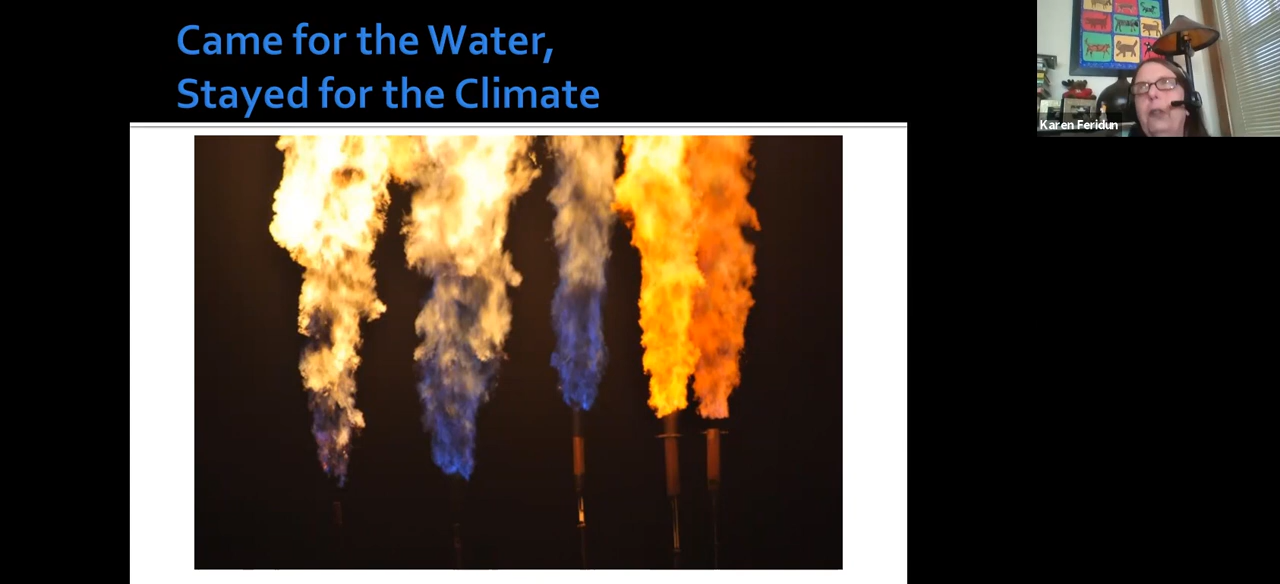 Came for the Water,
Stayed for the Climate
Karen Feridun